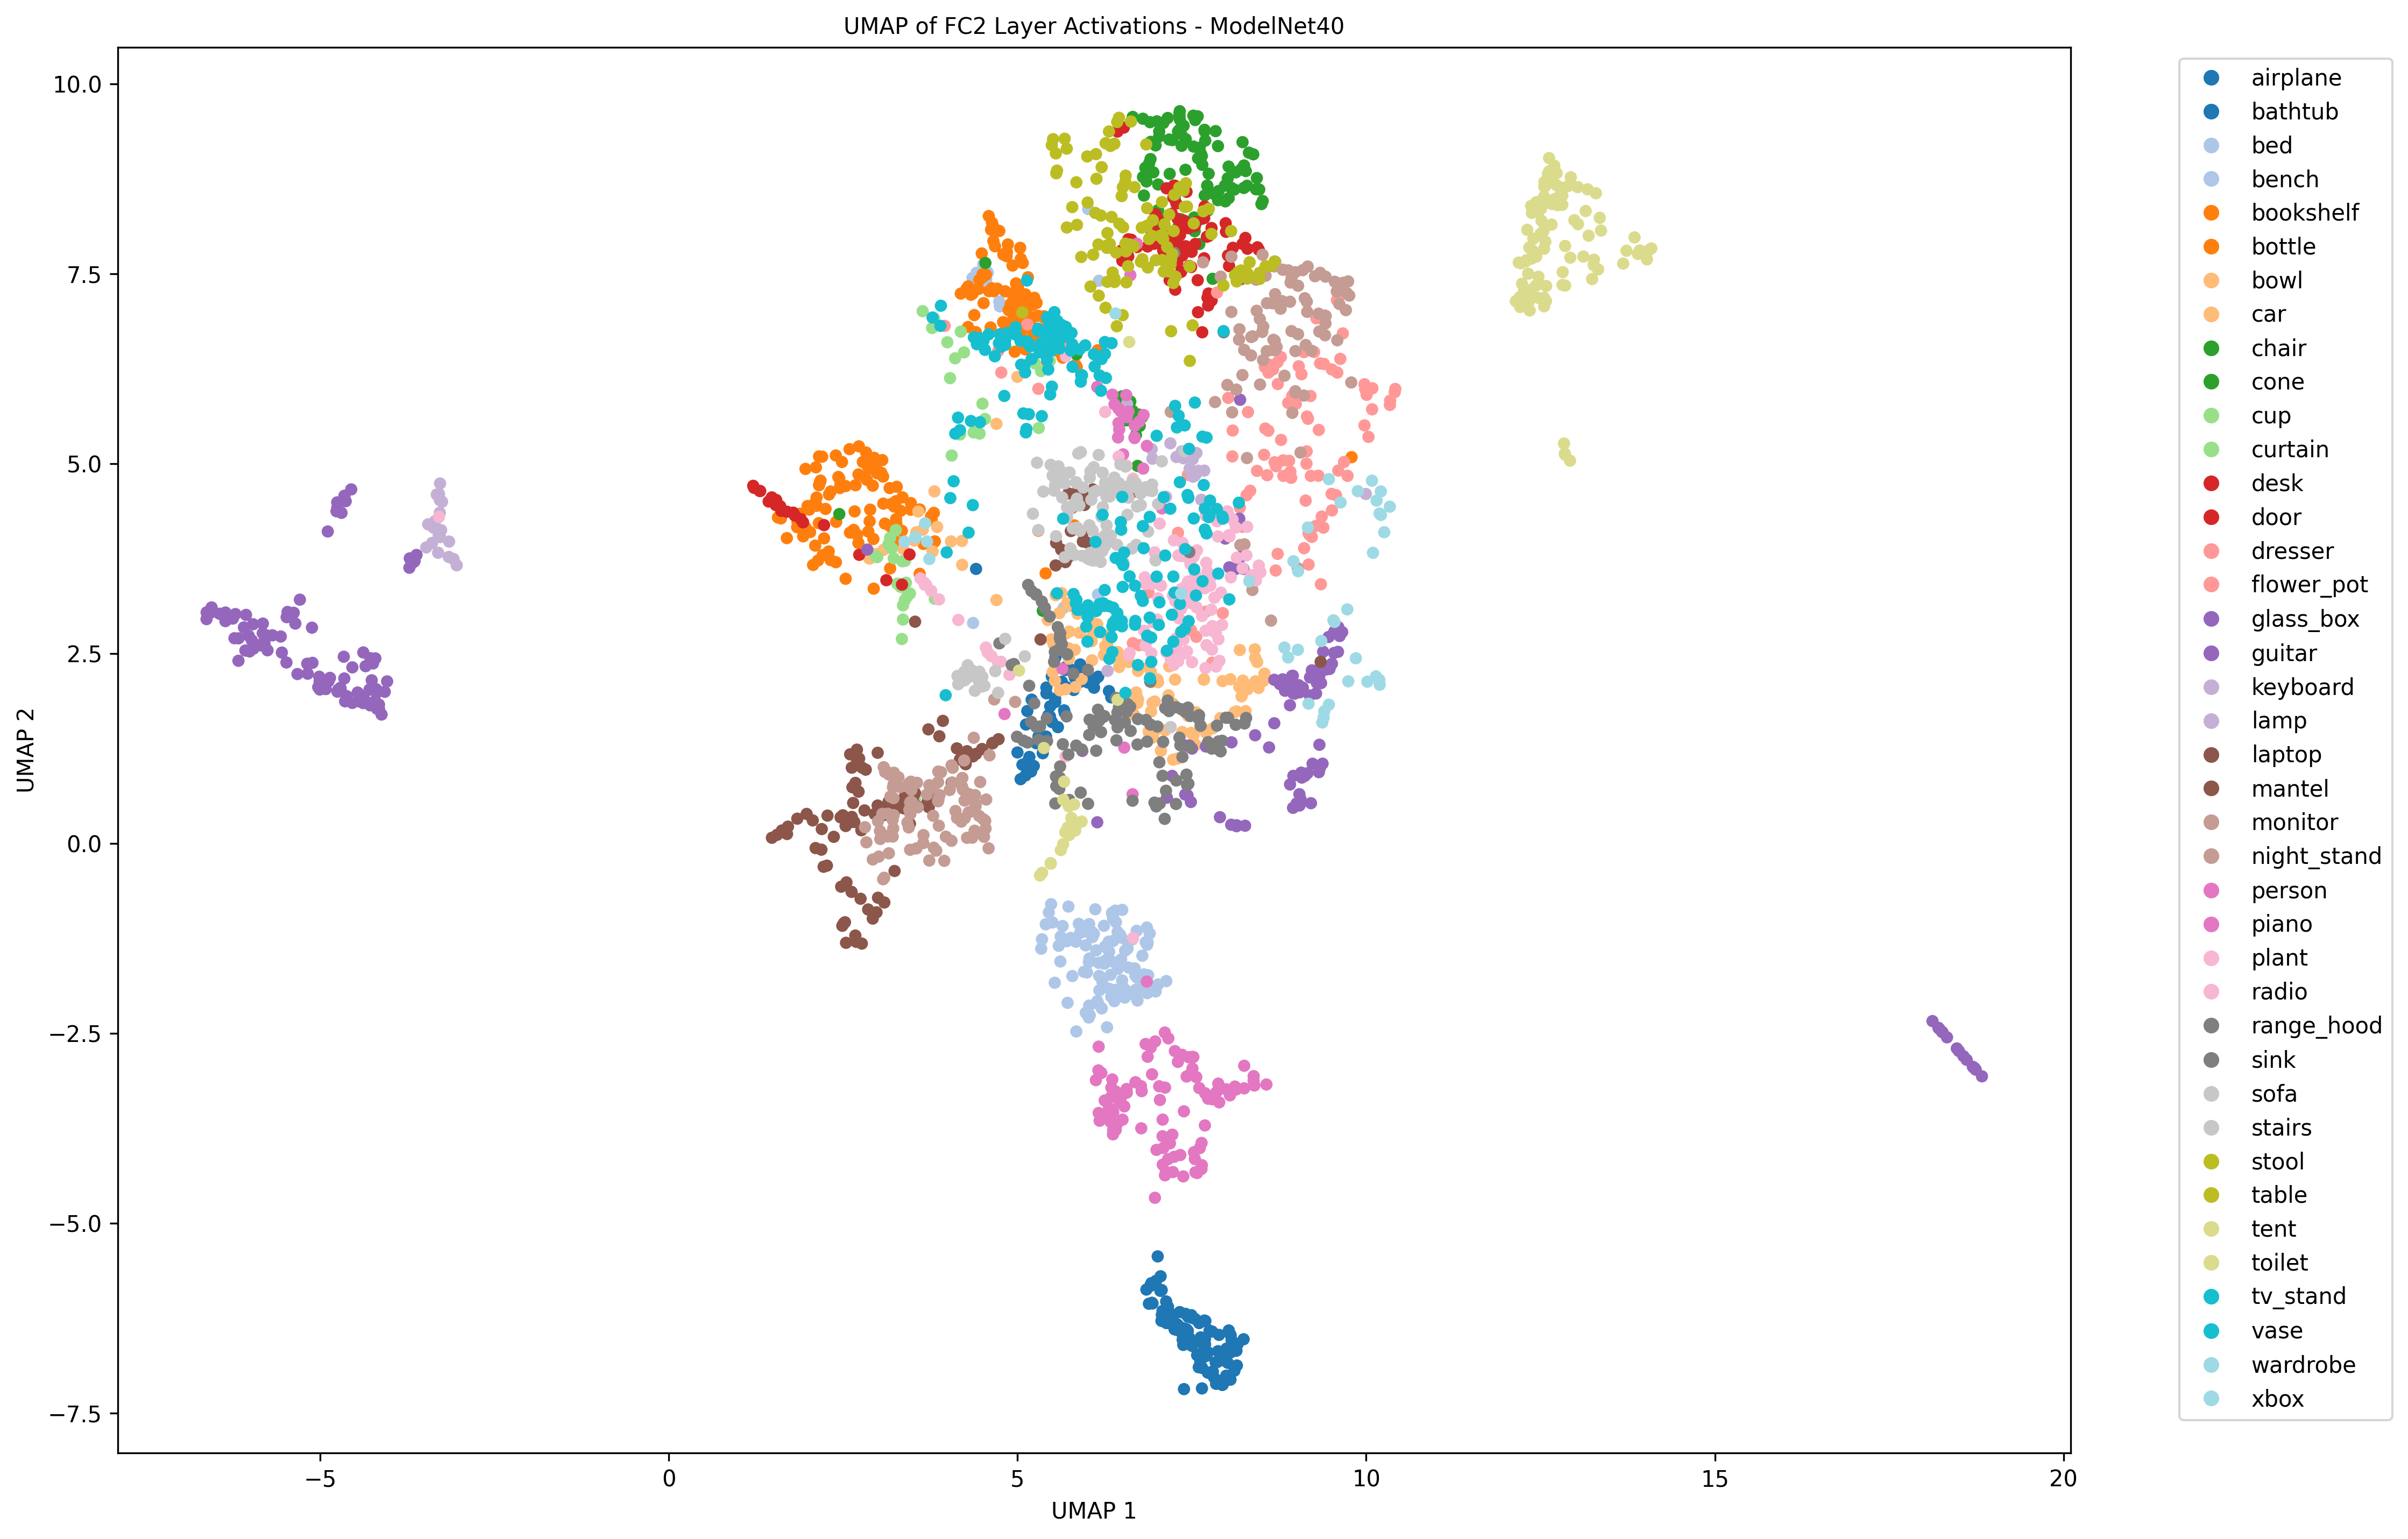 UMAP of FC2 Layer Activations - ModelNet40
10.0
7.5
5.0
2.5
0.0
−2.5
−5.0
−7.5
UMAP 2
−5
0
5
10
15
20
UMAP 1
airplane
bathtub
bed
bench
bookshelf
bottle
bowl
car
chair
cone
cup
curtain
desk
door
dresser
flower_pot
glass_box
guitar
keyboard
lamp
laptop
mantel
monitor
night_stand
person
piano
plant
radio
range_hood
sink
sofa
stairs
stool
table
tent
toilet
tv_stand
vase
wardrobe
xbox